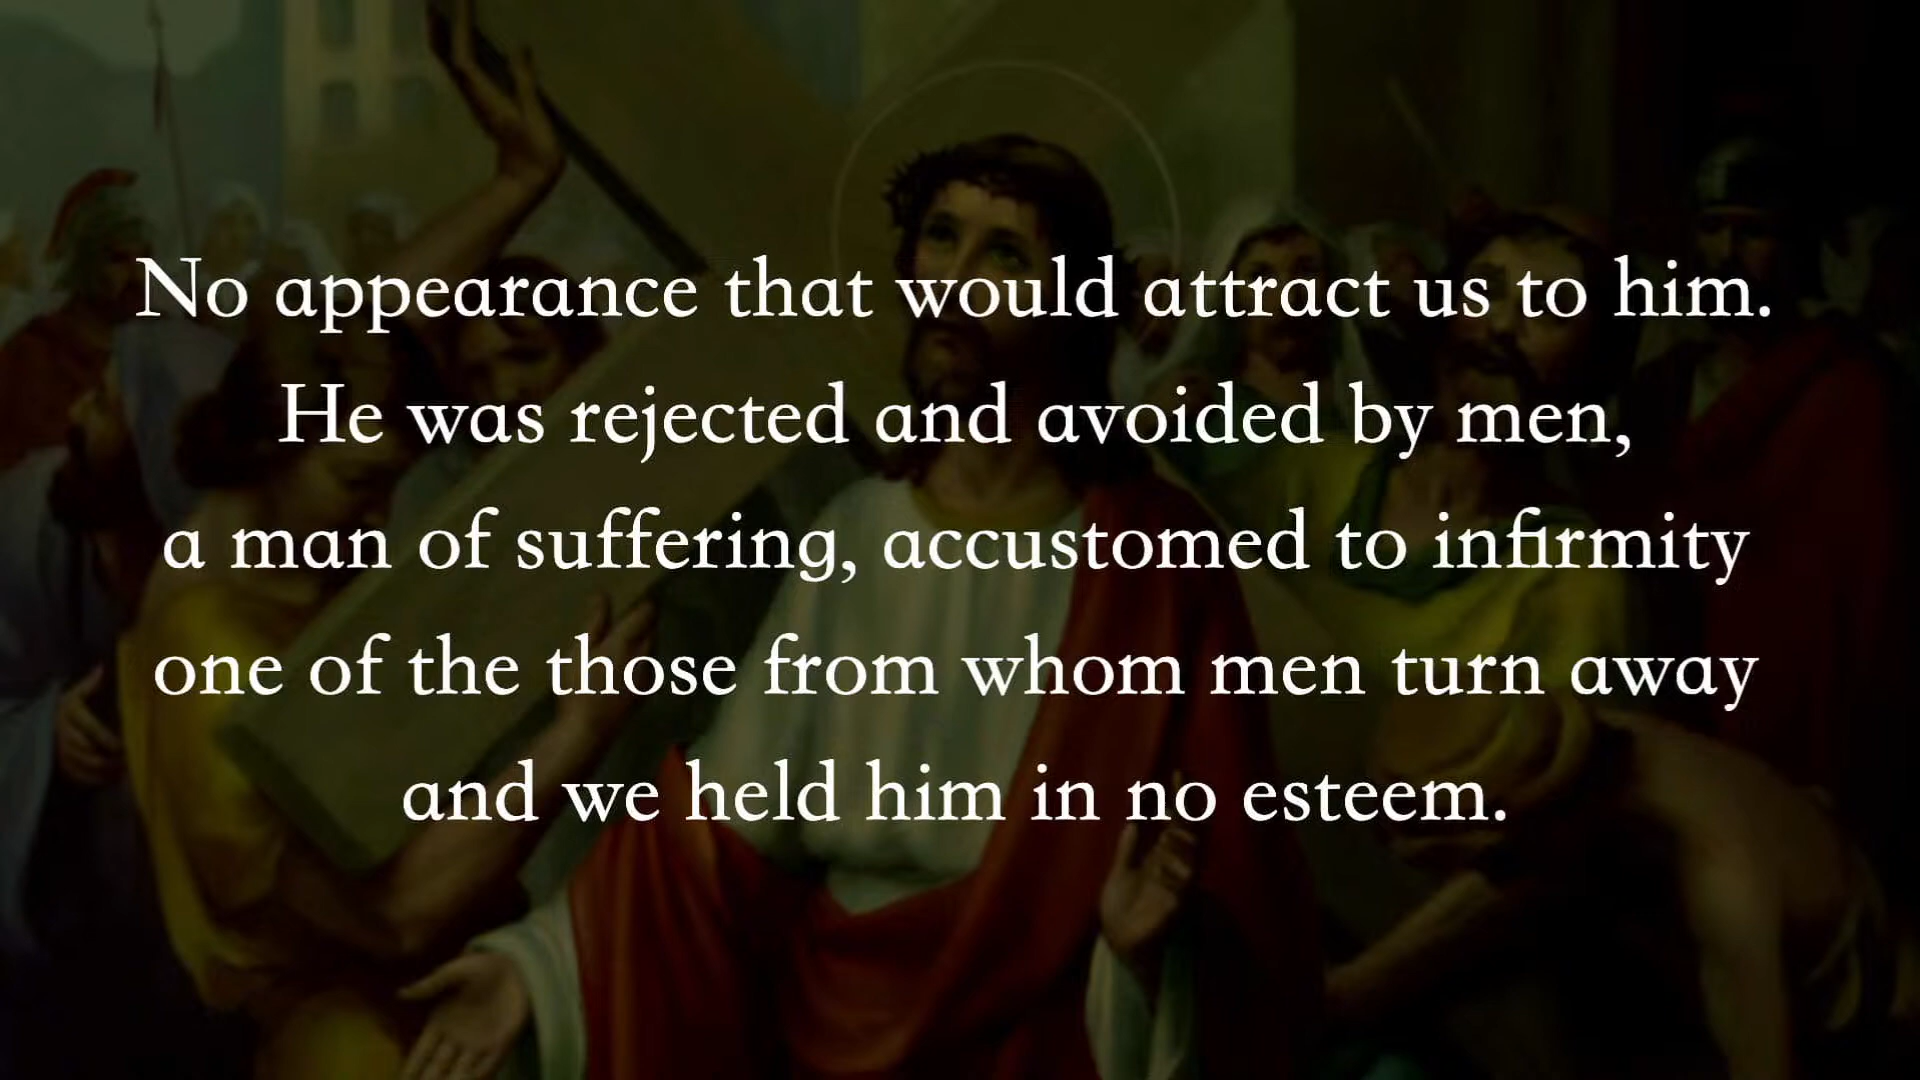 No appearance that would attract us to him.
He was rejected and avoided by men,
a man of suffering, accustomed to infirmity
one of the those from whom men turn away
and we held him in no esteem.